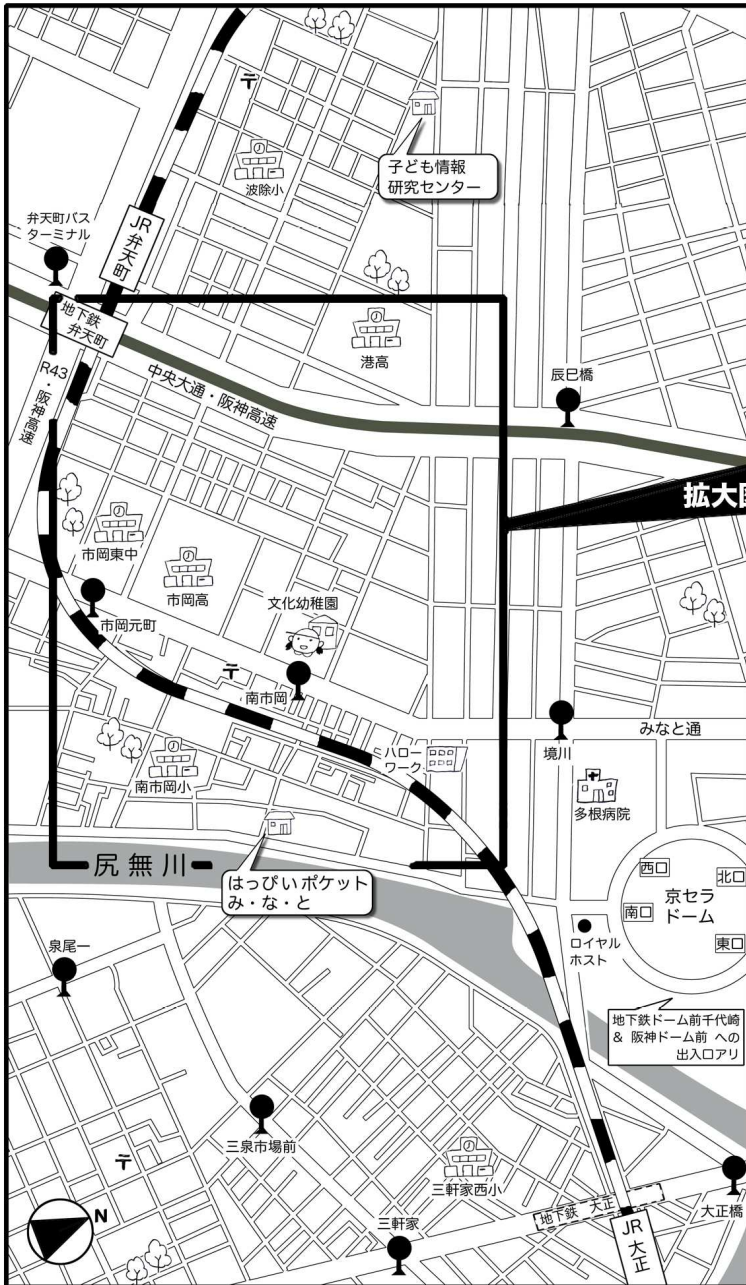 〒
子ども情報
研究センター
波除小
弁天町バス
ターミナル
JR
弁天町
地下鉄
弁天町
港高
R43
・
阪神高速
中央大通・阪神高速
辰巳橋
市岡東中
市岡高
市岡元町
文化幼稚園
〒
南市岡
みなと通
ハロー
ワーク
境川
南市岡小
多根病院
尻無川
はっぴいポケット
み・な・と
西口
北口
京セラ
ドーム
南口
東口
ロイヤル
ホスト
泉尾一
地下鉄ドーム前千代崎
& 阪神ドーム前 への
出入口アリ
三泉市場前
〒
三軒家西小
N
三軒家
地下鉄 大正
JR
大正
大正橋